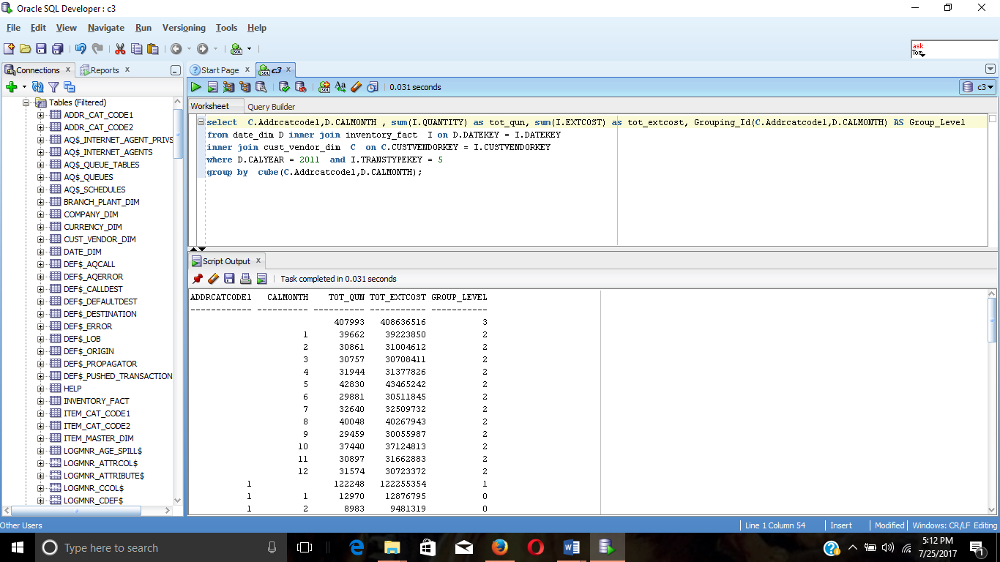 Oracle SQL Developer : c3
File Edit View Navigate Run Versioning Tools Help
ask
Tom
Connections x Reports x
Start Page x c3 x
0.031 seconds
c3
Worksheet Query Builder
select C.Addrcatcode1,D.CALMONTH , sum(I.QUANTITY) as tot_qun, sum(I.EXTCOST) as tot_extcost, Grouping_Id(C.Addrcatcode1,D.CALMONTH) AS Group_Level
from date_dim D inner join inventory_fact I on D.DATEKEY = I.DATEKEY
inner join cust_vendor_dim C on C.CUSTVENDORKEY = I.CUSTVENDORKEY
where D.CALYEAR = 2011 and I.TRANSTYPEKEY = 5
group by cube(C.Addrcatcode1,D.CALMONTH);
Tables (Filtered)
ADDR_CAT_CODE1
ADDR_CAT_CODE2
AQ$_INTERNET_AGENT_PRIVS
AQ$_INTERNET_AGENTS
AQ$_QUEUE_TABLES
AQ$_QUEUES
AQ$_SCHEDULES
BRANCH_PLANT_DIM
COMPANY_DIM
CURRENCY_DIM
CUST_VENDOR_DIM
DATE_DIM
DEF$_AQCALL
DEF$_AQERROR
DEF$_CALLDEST
DEF$_DEFAULTDEST
DEF$_DESTINATION
DEF$_ERROR
DEF$_LOB
DEF$_ORIGIN
DEF$_PROPAGATOR
DEF$_PUSHED_TRANSACTION
HELP
INVENTORY_FACT
ITEM_CAT_CODE1
ITEM_CAT_CODE2
ITEM_MASTER_DIM
LOGMNR_AGE_SPILL$
LOGMNR_ATTRCOL$
LOGMNR_ATTRIBUTE$
LOGMNR_CCOL$
LOGMNR_CDEF$
Script Output x
Task completed in 0.031 seconds
ADDRCATCODE1 CALMONTH TOT_QUN TOT_EXTCOST GROUP_LEVEL
------------ ---------- ---------- ----------- -----------
407993 408636516 3
1 39662 39223850 2
2 30861 31004612 2
3 30757 30708411 2
4 31944 31377826 2
5 42830 43465242 2
6 29881 30511845 2
7 32640 32509732 2
8 40048 40267943 2
9 29459 30055987 2
10 37440 37124813 2
11 30897 31662883 2
12 31574 30723372 2
1 122248 122255354 1
1 1 12970 12876795 0
1 2 8983 9481319 0
Other Users
Line 1 Column 54 Insert Modified Windows: CR/LF Editing
Type here to search
5:12 PM
7/25/2017
1